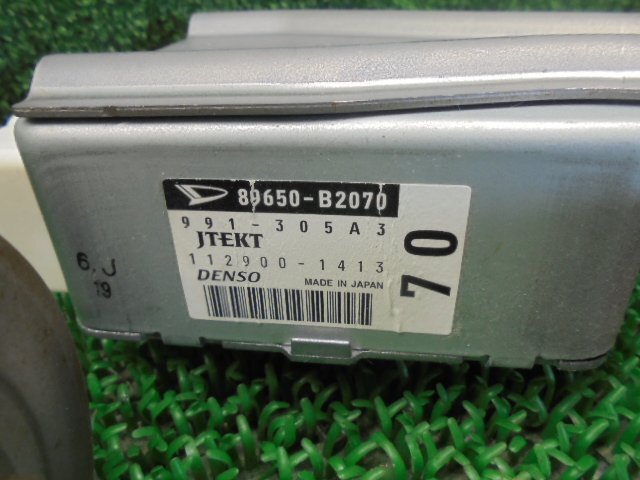 89650-B2070
991-305A3
JTEKT
112900-1413
DENSO
MADE IN JAPAN
70
6.J
19